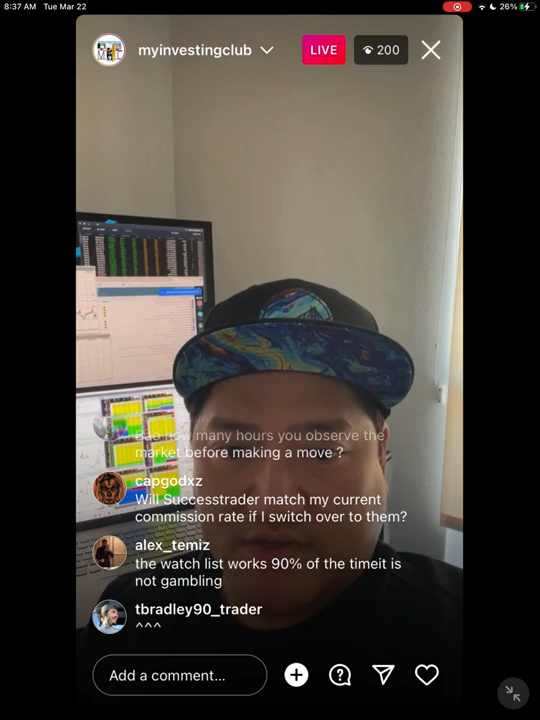 8:37 AM Tue Mar 22
26%
myinvestingclub
LIVE
200
Bao how many hours you observe the
market before making a move ?
capgodxz
Will Successtrader match my current
commission rate if I switch over to them?
alex_temiz
the watch list works 90% of the timeit is
not gambling
tbradley90_trader
^^^
Add a comment...